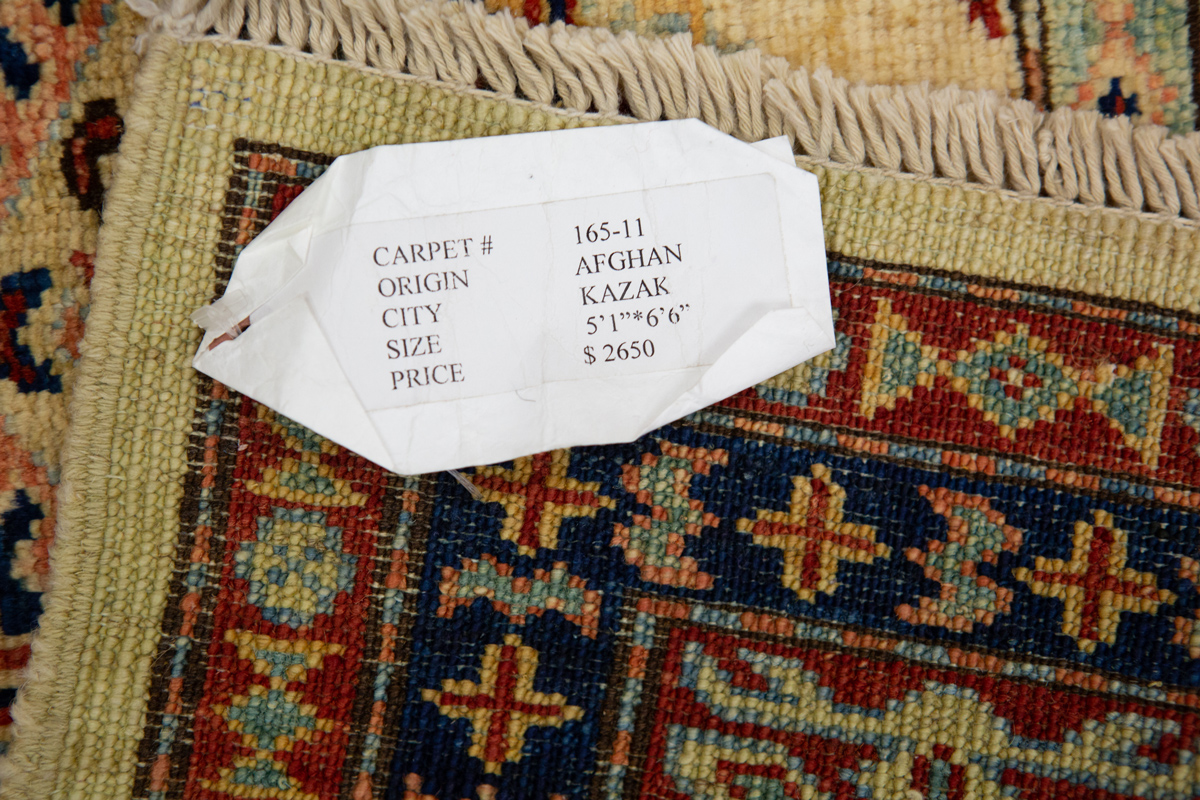 CARPET # 165-11
ORIGIN AFGHAN
CITY KAZAK
SIZE 5'1”*6'6”
PRICE $ 2650